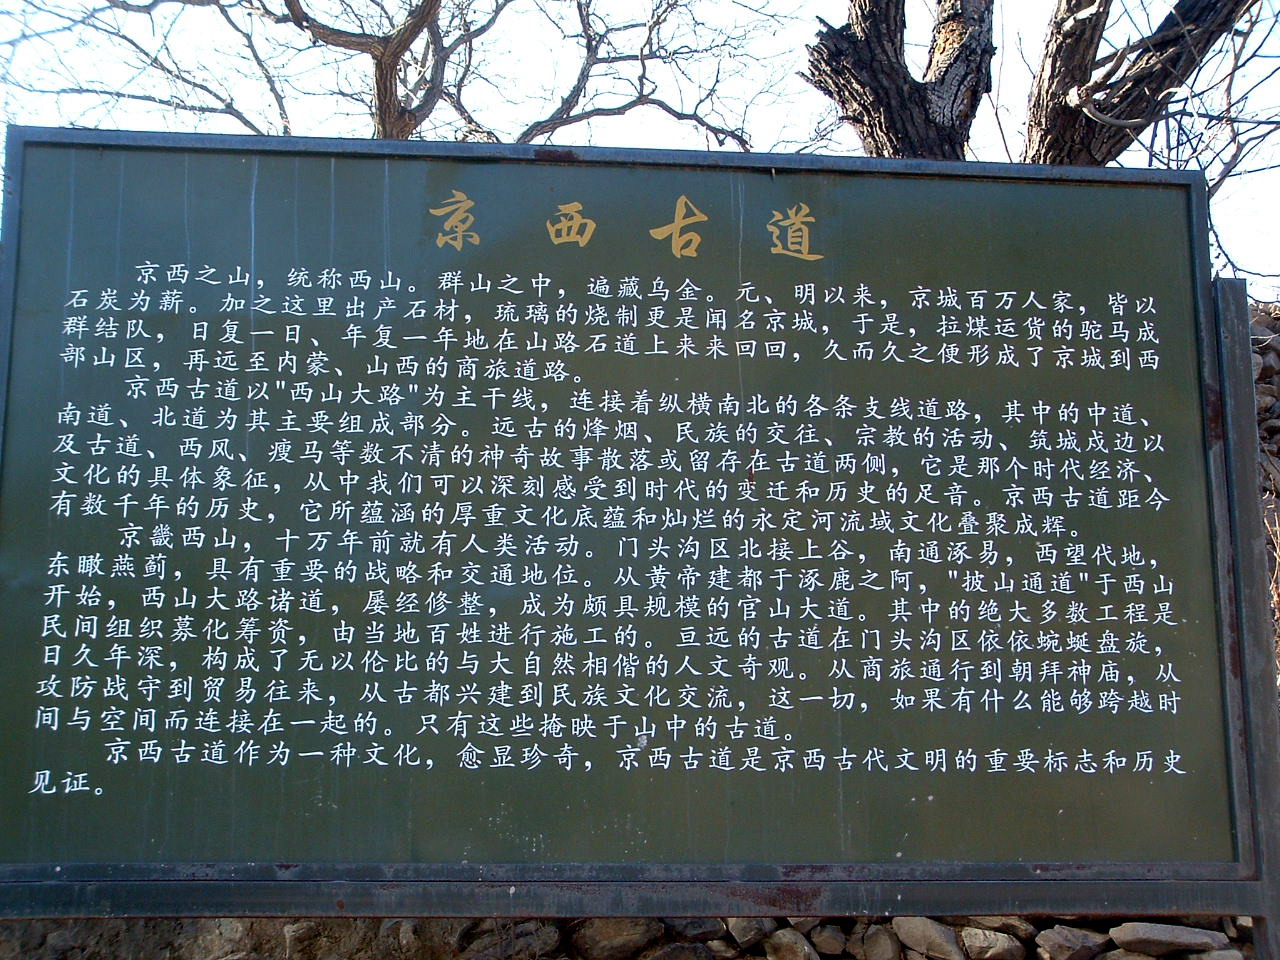 京西古道
京西之山，统称西山。群山之中，遍藏乌金。元、明以来，京城百万人家，皆以
石炭为薪。加之这里出产石材，琉璃的烧制更是闻名京城，于是，拉煤运货的驼马成
群结队，日复一日、年复一年地在山路石道上来来回回，久而久之便形成了京城到西
部山区，再远至内蒙、山西的商旅道路。
京西古道以"西山大路"为主干线，连接着纵横南北的各条支线道路，其中的中道、
南道、北道为其主要组成部分。远古的烽烟、民族的交往、宗教的活动、筑城戍边以
及古道、西风、瘦马等数不清的神奇故事散落或留存在古道两侧，它是那个时代经济、
文化的具体象征，从中我们可以深刻感受到时代的变迁和历史的足音。京西古道距今
有数千年的历史，它所蕴涵的厚重文化底蕴和灿烂的永定河流域文化叠聚成辉。
京畿西山，十万年前就有人类活动。门头沟区北接上谷，南通涿易，西望代地，
东瞰燕蓟，具有重要的战略和交通地位。从黄帝建都于涿鹿之阿，"披山通道"于西山
开始，西山大路诸道，屡经修整，成为颇具规模的官山大道。其中的绝大多数工程是
民间组织募化筹资，由当地百姓进行施工的。亘远的古道在门头沟区依依蜿蜒盘旋，
日久年深，构成了无以伦比的与大自然相偕的人文奇观。从商旅通行到朝拜神庙，从
攻防战守到贸易往来，从古都兴建到民族文化交流，这一切，如果有什么能够跨越时
间与空间而连接在一起的。只有这些掩映于山中的古道。
京西古道作为一种文化，愈显珍奇，京西古道是京西古代文明的重要标志和历史
见证。